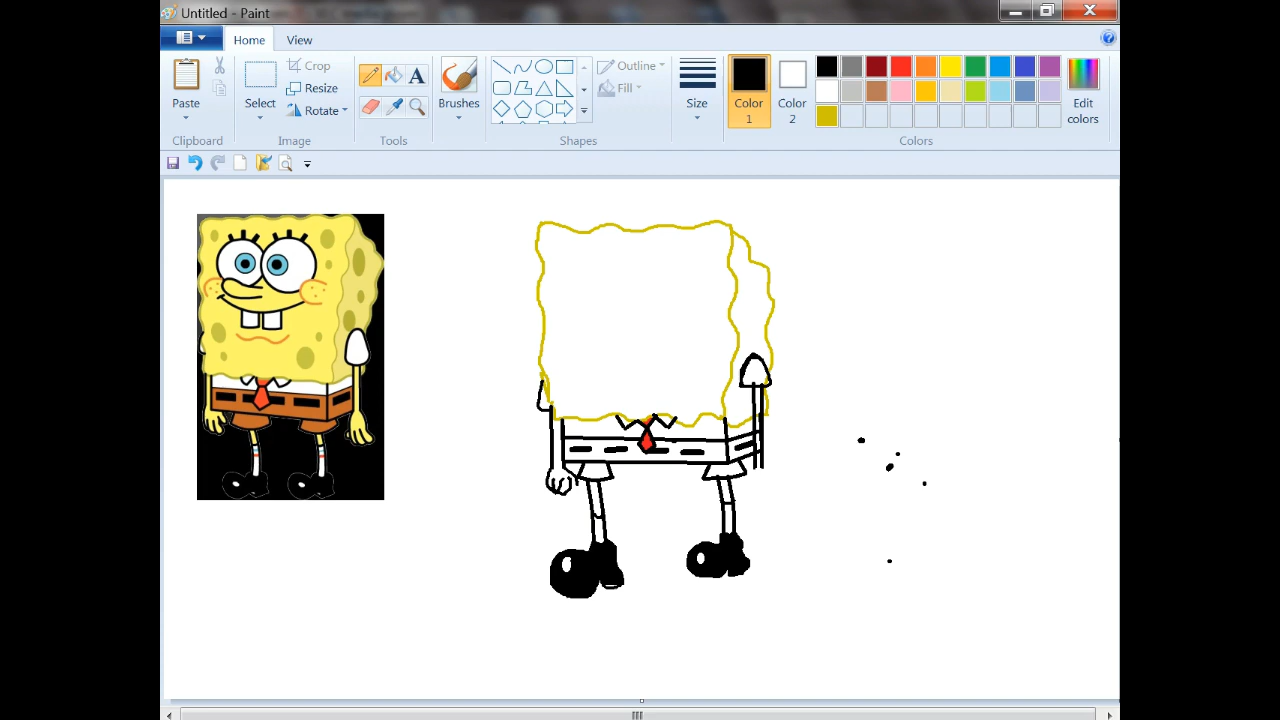 Untitled - Paint
Home View
Paste
Select
Crop
Resize
Rotate
A
Brushes
Outline
Fill
Size
Color 1
Color 2
Edit colors
Clipboard
Image
Tools
Shapes
Colors